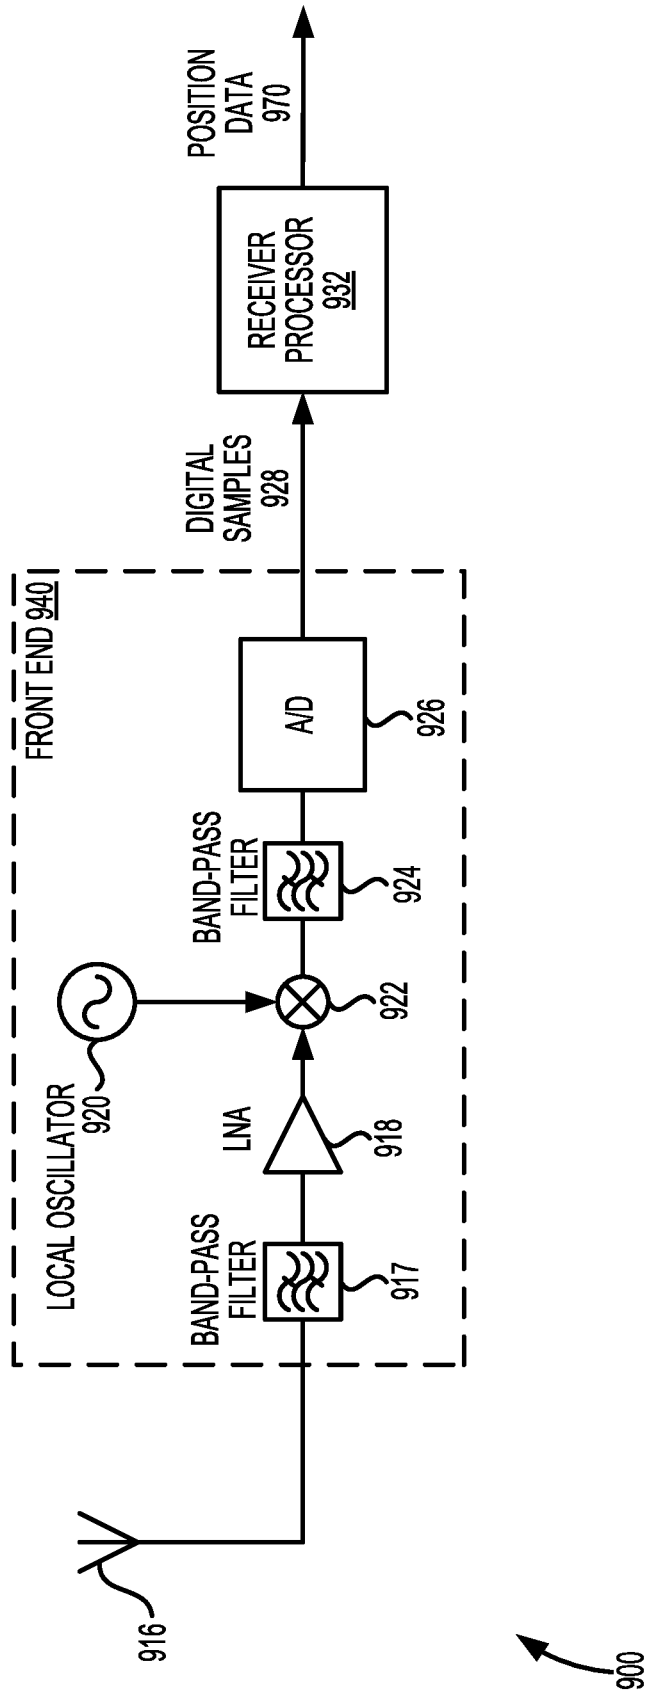 916
FRONT END 940
LOCAL OSCILLATOR
920
BAND-PASS
FILTER
917
LNA
918
922
BAND-PASS
FILTER
924
A/D
926
DIGITAL
SAMPLES
928
RECEIVER
PROCESSOR
932
POSITION
DATA
970
900